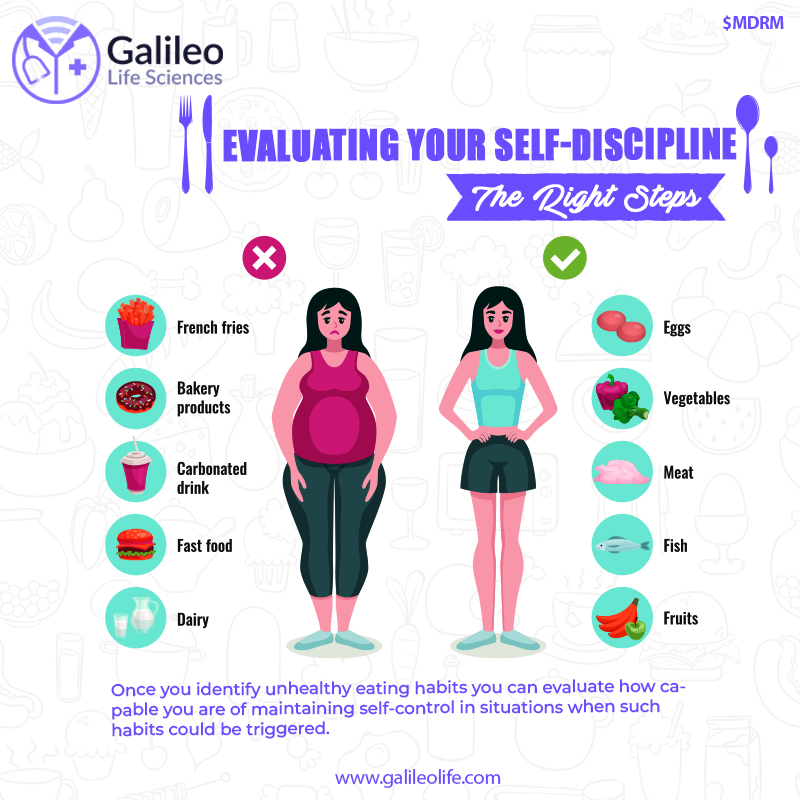 $MDRM
Galileo
Life Sciences
EVALUATING YOUR SELF-DISCIPLINE
The Right Steps
French fries
Bakery
products
Carbonated
drink
Fast food
Dairy
Eggs
Vegetables
Meat
Fish
Fruits
Once you identify unhealthy eating habits you can evaluate how ca-
pable you are of maintaining self-control in situations when such
habits could be triggered.
www.galileolife.com